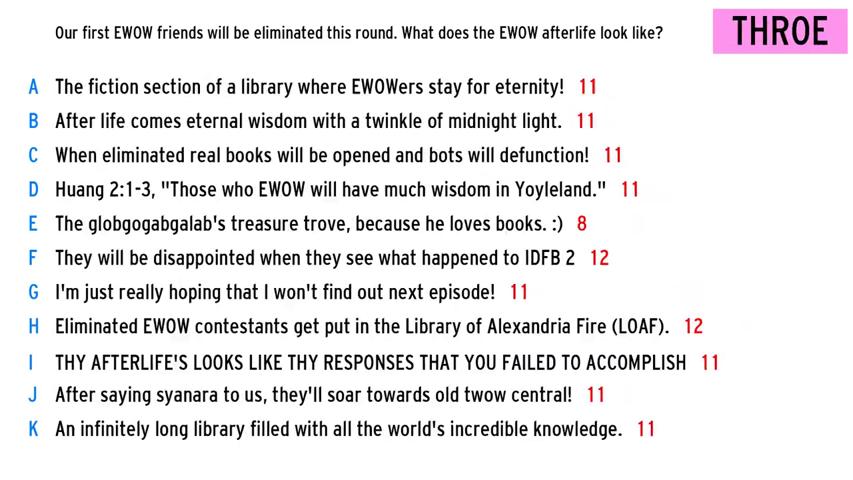 Our first EWOW friends will be eliminated this round. What does the EWOW afterlife look like?
THROE
A The fiction section of a library where EWOWers stay for eternity! 11
B After life comes eternal wisdom with a twinkle of midnight light. 11
C When eliminated real books will be opened and bots will defunction! 11
D Huang 2:1-3, "Those who EWOW will have much wisdom in Yoyleland." 11
E The globgogabgalab's treasure trove, because he loves books. :) 8
F They will be disappointed when they see what happened to IDFB 2 12
G I'm just really hoping that I won't find out next episode! 11
H Eliminated EWOW contestants get put in the Library of Alexandria Fire (LOAF). 12
I THY AFTERLIFE'S LOOKS LIKE THY RESPONSES THAT YOU FAILED TO ACCOMPLISH 11
J After saying syanara to us, they'll soar towards old twow central! 11
K An infinitely long library filled with all the world's incredible knowledge. 11